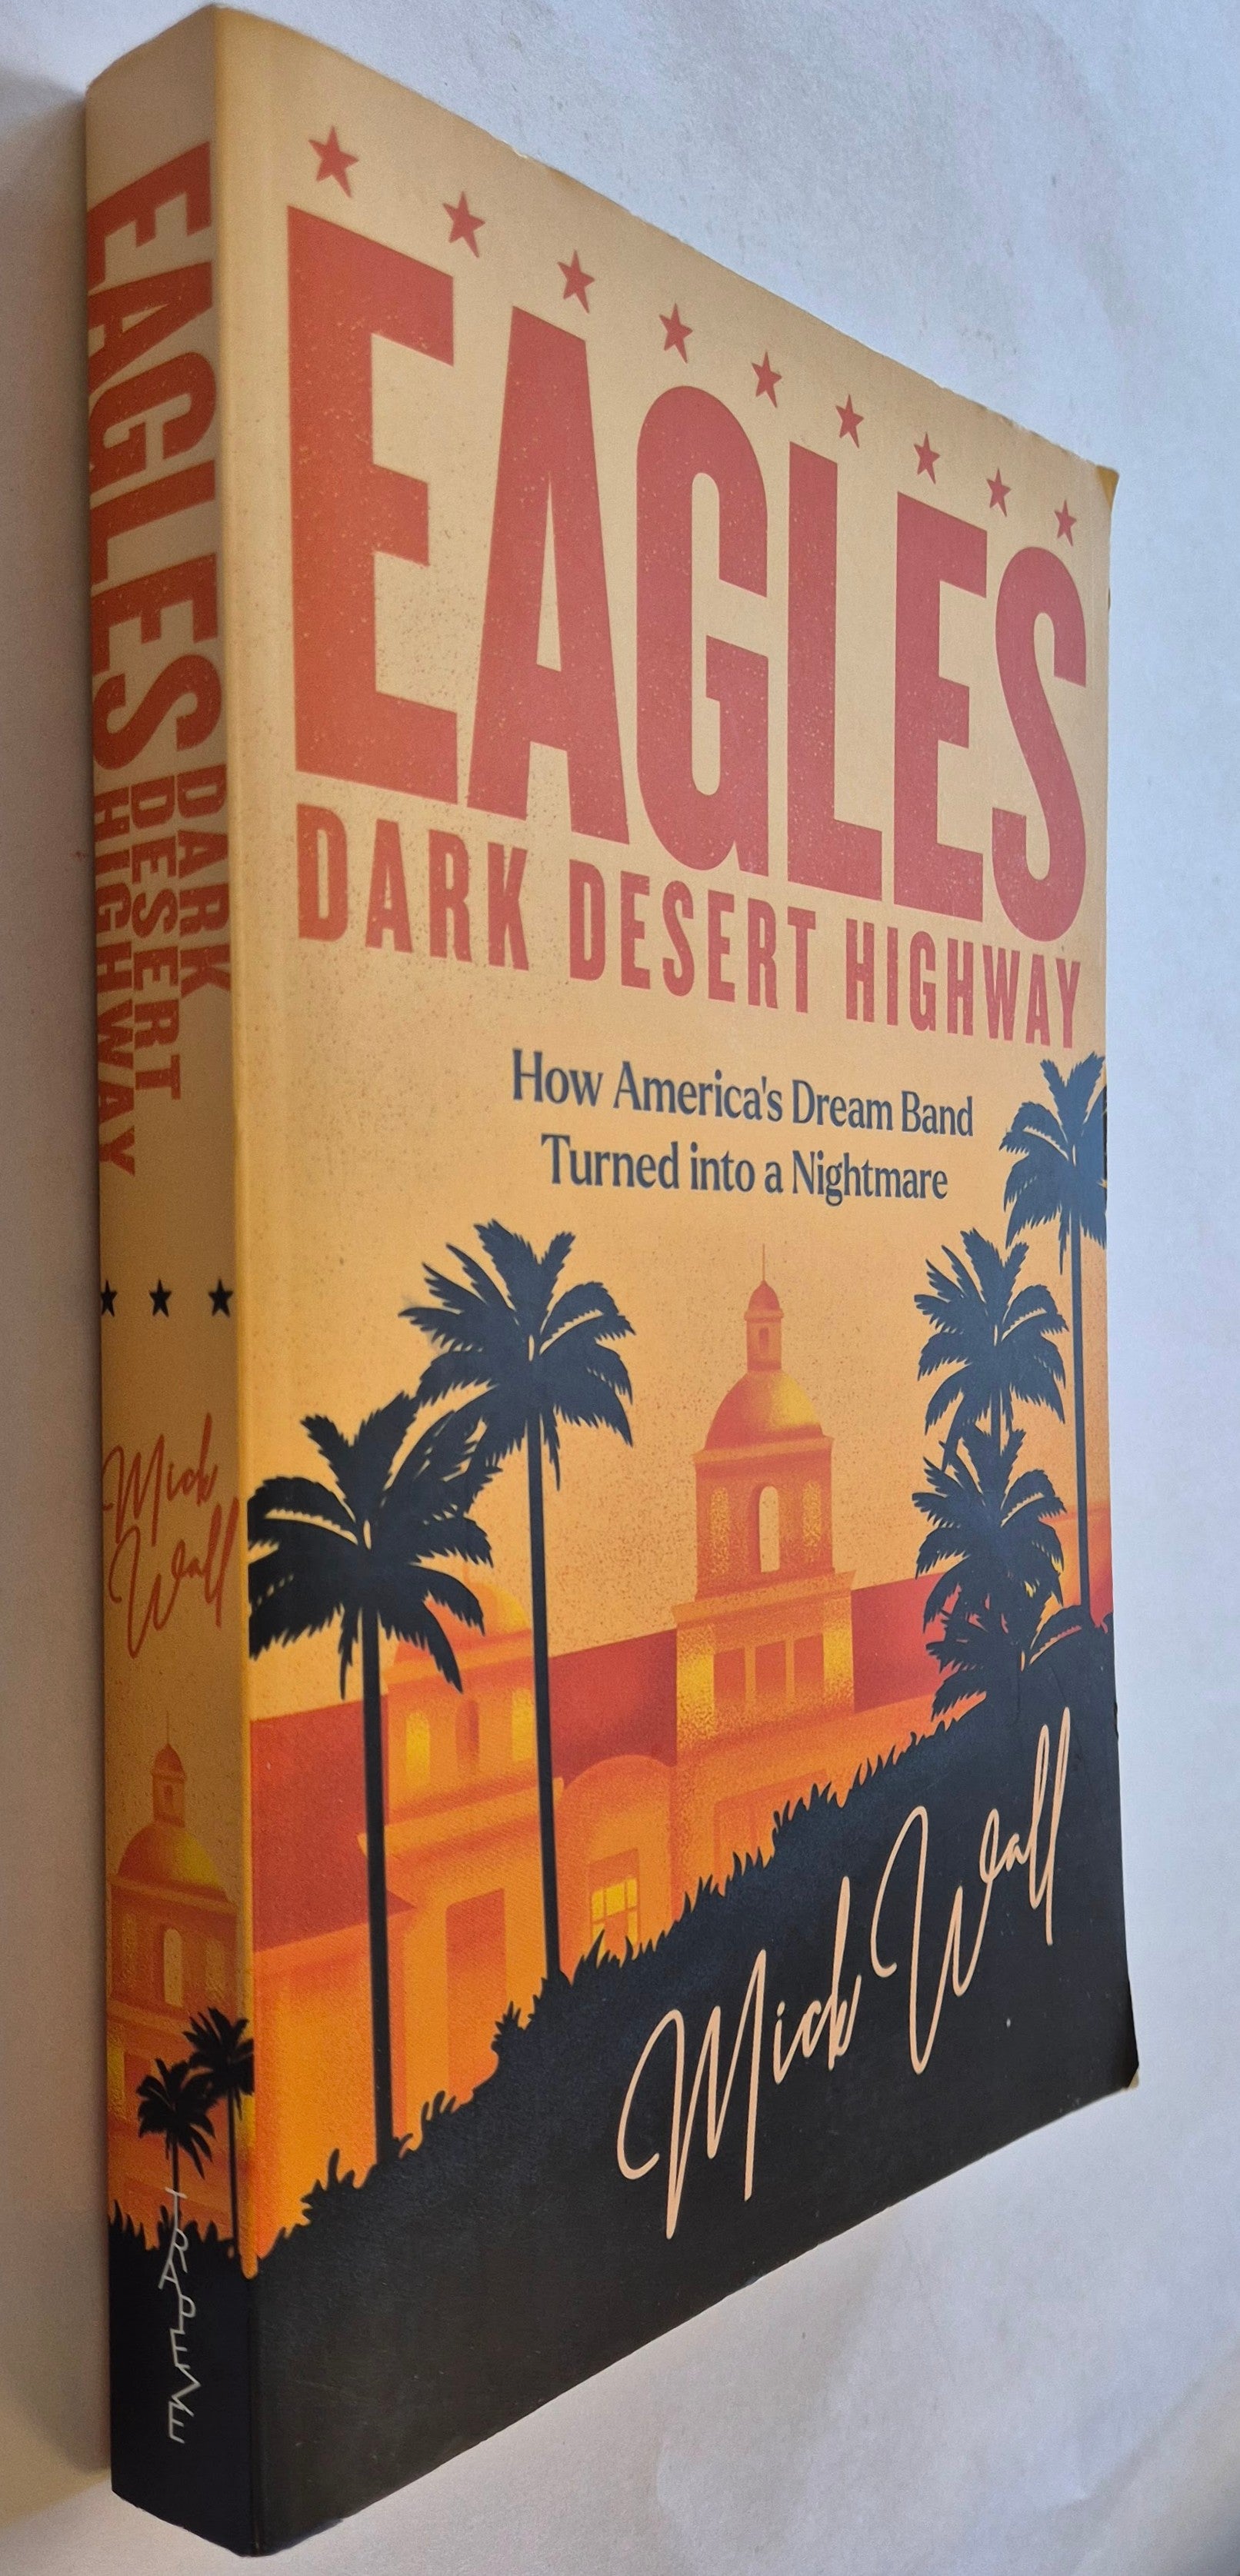 EAGLES
DARK
DESERT
HIGHWAY
Mick
Wall
TRAPEZE
EAGLES
DARK DESERT HIGHWAY
How America's Dream Band
Turned into a Nightmare
Mick Wall